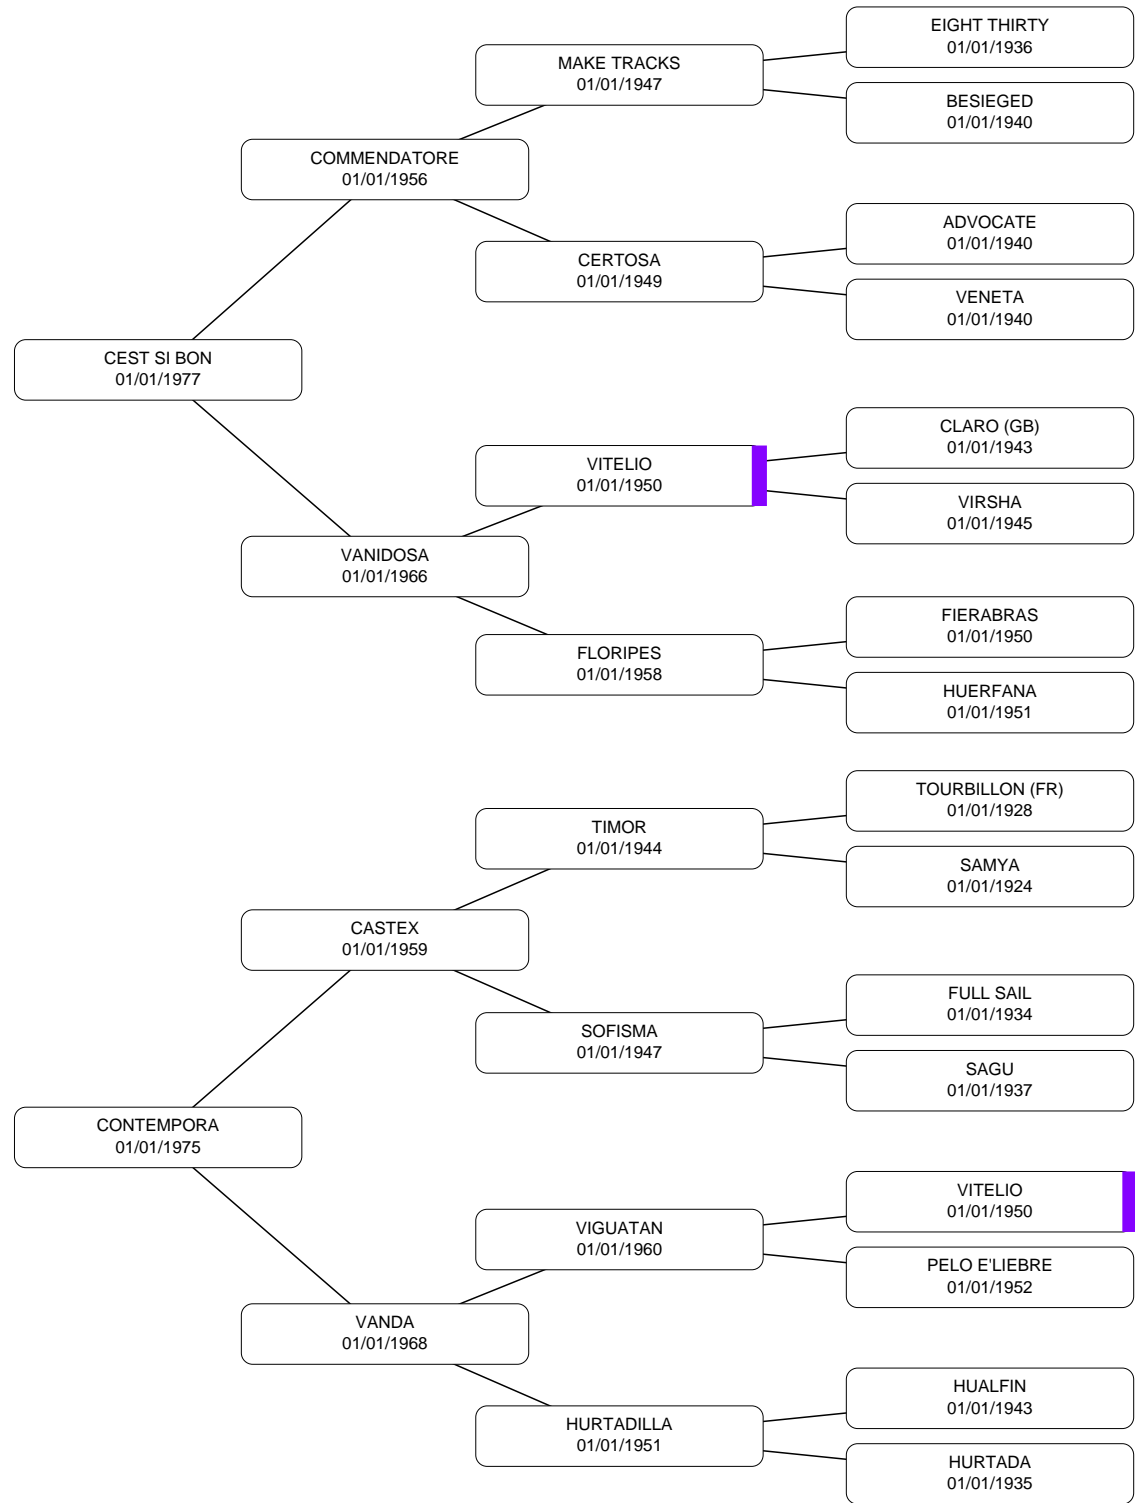 EIGHT THIRTY
01/01/1936
MAKE TRACKS
01/01/1947
BESIEGED
01/01/1940
COMMENDATORE
01/01/1956
ADVOCATE
01/01/1940
CERTOSA
01/01/1949
VENETA
01/01/1940
CEST SI BON
01/01/1977
CLARO (GB)
01/01/1943
VITELIO
01/01/1950
VIRSHA
01/01/1945
VANIDOSA
01/01/1966
FIERABRAS
01/01/1950
FLORIPES
01/01/1958
HUERFANA
01/01/1951
TOURBILLON (FR)
01/01/1928
TIMOR
01/01/1944
SAMYA
01/01/1924
CASTEX
01/01/1959
FULL SAIL
01/01/1934
SOFISMA
01/01/1947
SAGU
01/01/1937
CONTEMPORA
01/01/1975
VITELIO
01/01/1950
VIGUATAN
01/01/1960
PELO E'LIEBRE
01/01/1952
VANDA
01/01/1968
HUALFIN
01/01/1943
HURTADILLA
01/01/1951
HURTADA
01/01/1935